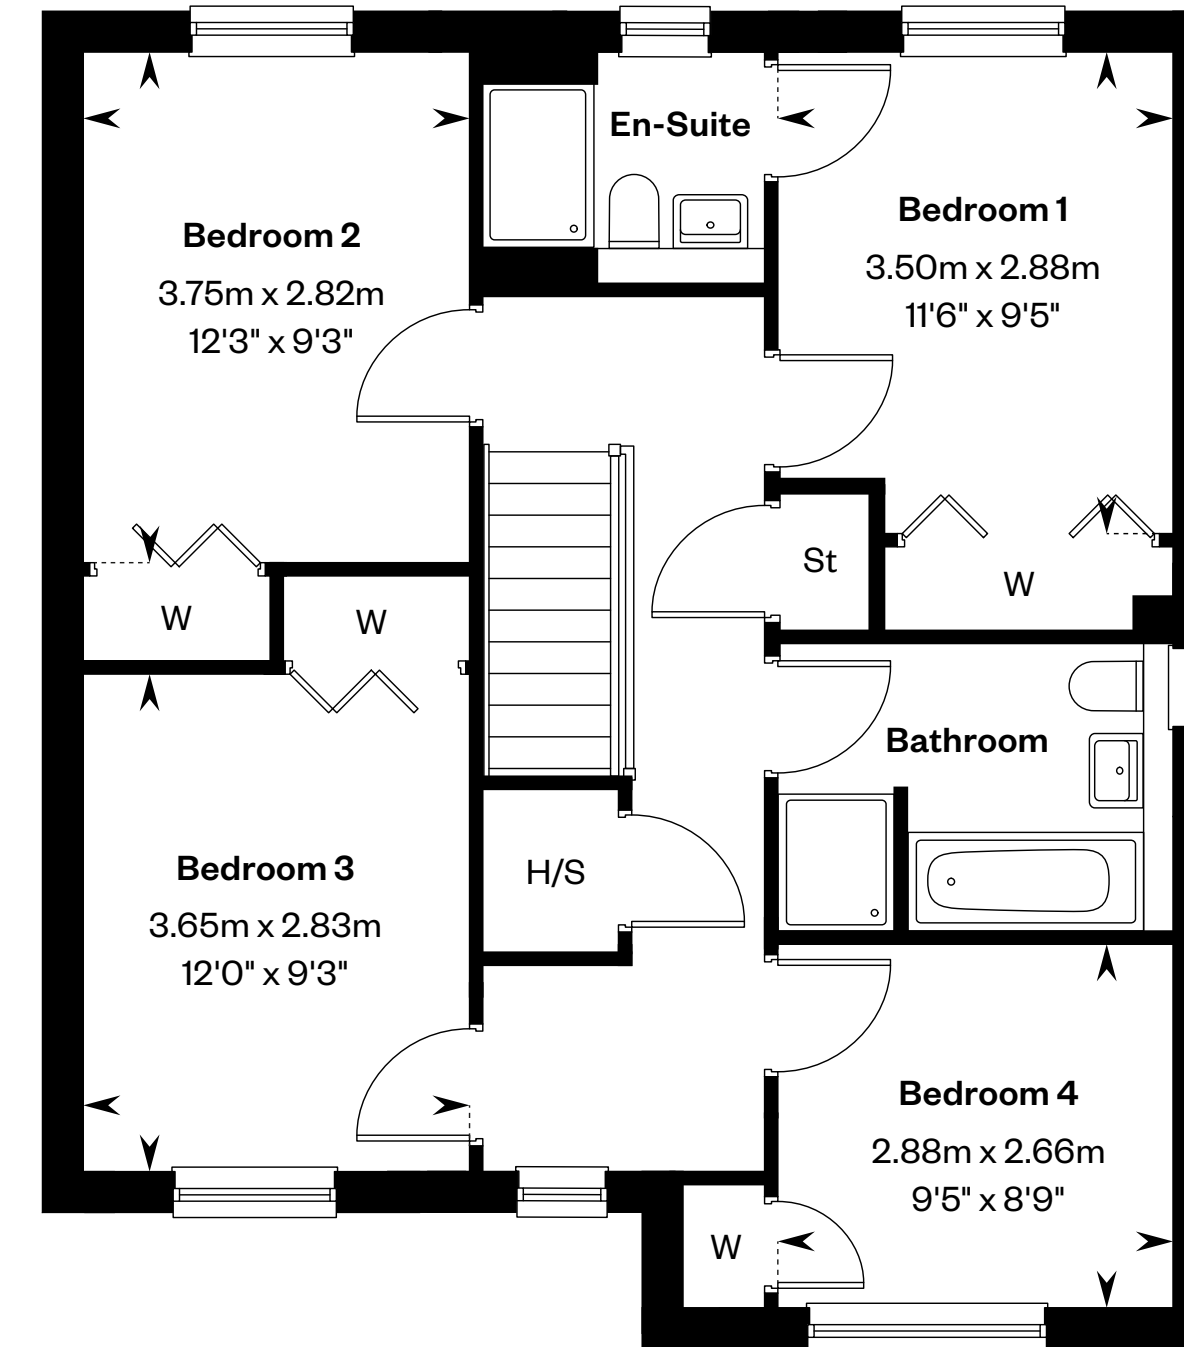 En-Suite
Bedroom 1
3.50m x 2.88m
11'6" x 9'5"
Bedroom 2
3.75m x 2.82m
12'3" x 9'3"
St
W
W
W
Bathroom
Bedroom 3
3.65m x 2.83m
12'0" x 9'3"
H/S
Bedroom 4
2.88m x 2.66m
9'5" x 8'9"
W